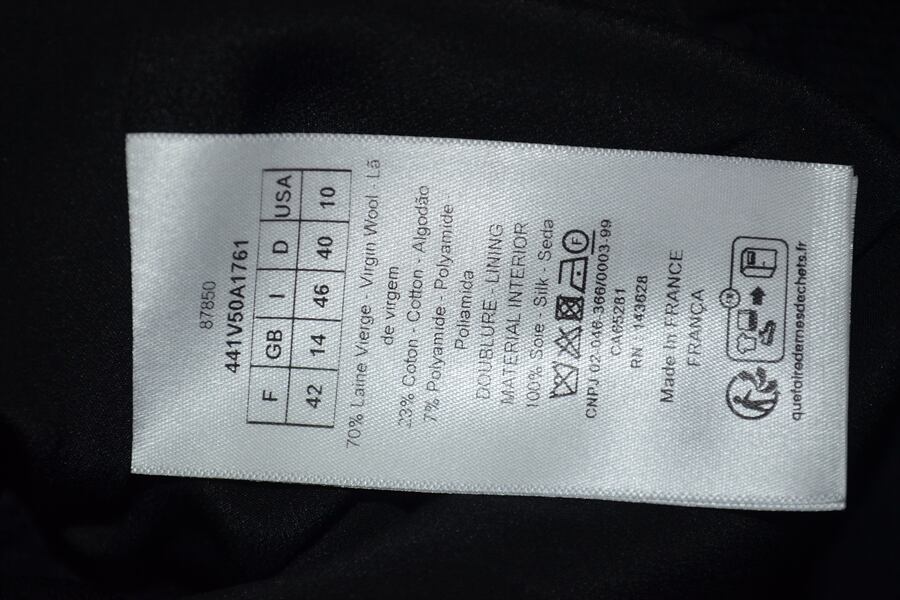 87850
441V50A1761
F GB I D USA
42 14 46 40 10
70% Laine Vierge - Virgin Wool - Lã
de virgem
23% Coton - Cotton - Algodão
7% Polyamide - Polyamide
Poliamida
DOUBLURE - LINING
MATERIAL INTERIOR
100% Soie - Silk - Seda
F
CNPJ 02-046-366/0003-99
CA65281
RN 143628
Made in FRANCE
FRANÇA
quefairedemesdechets.fr